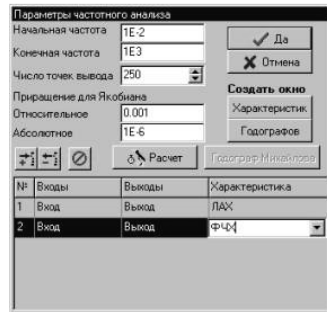 Параметры частотного анализа
Начальная частота 1E-2
Да
Конечная частота 1E3
Отмена
Число точек вывода 250
Создать окно
Приращение для Якобиана
Относительное 0.001
Характеристик
Абсолютное 1E-6
Годографов
Расчет
Годограф Михайлова
№ Входы Выходы Характеристика
1 Вход Выход ЛАХ
2 Вход Выход ФЧХ